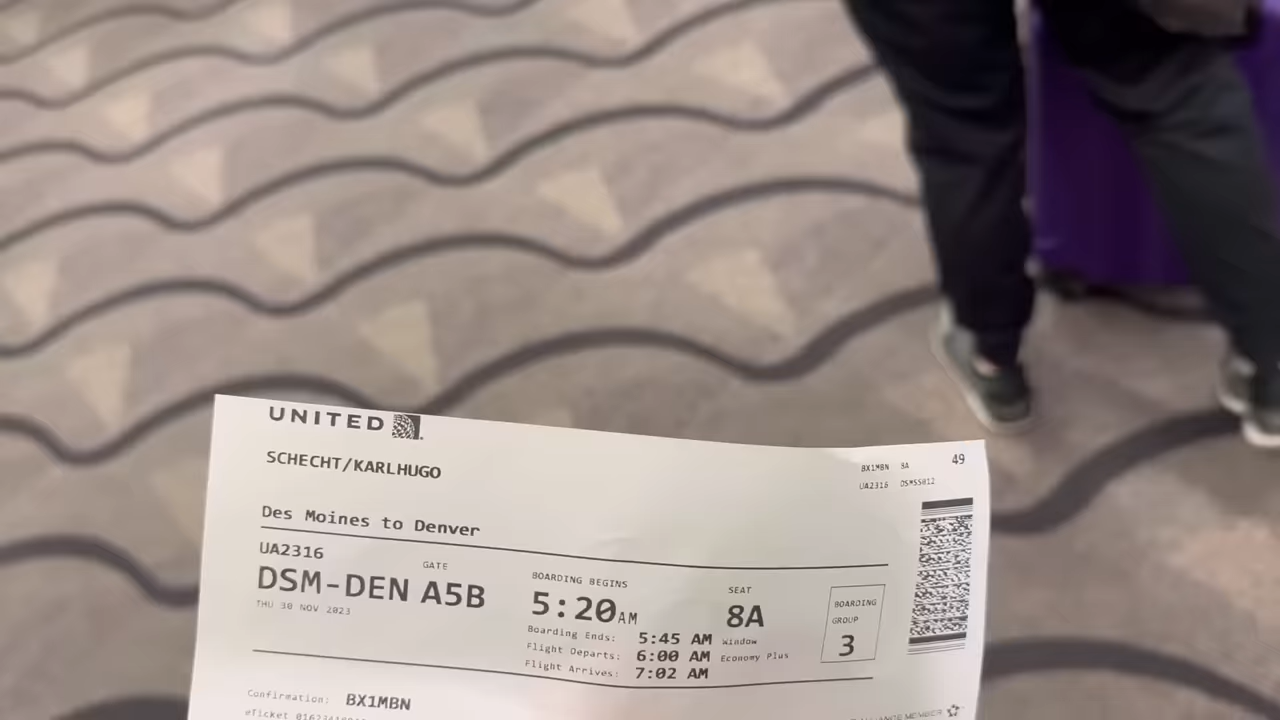 UNITED
SCHECHT/KARLHUGO
BX1MBN 8A 49
UA2316 DSMSS012
Des Moines to Denver
UA2316
GATE
DSM-DEN A5B
THU 30 NOV 2023
BOARDING BEGINS
5:20AM
Boarding Ends: 5:45 AM
Flight Departs: 6:00 AM
Flight Arrives: 7:02 AM
SEAT
8A
Window
Economy Plus
BOARDING
GROUP
3
Confirmation: BX1MBN
eTicket
MEMBER